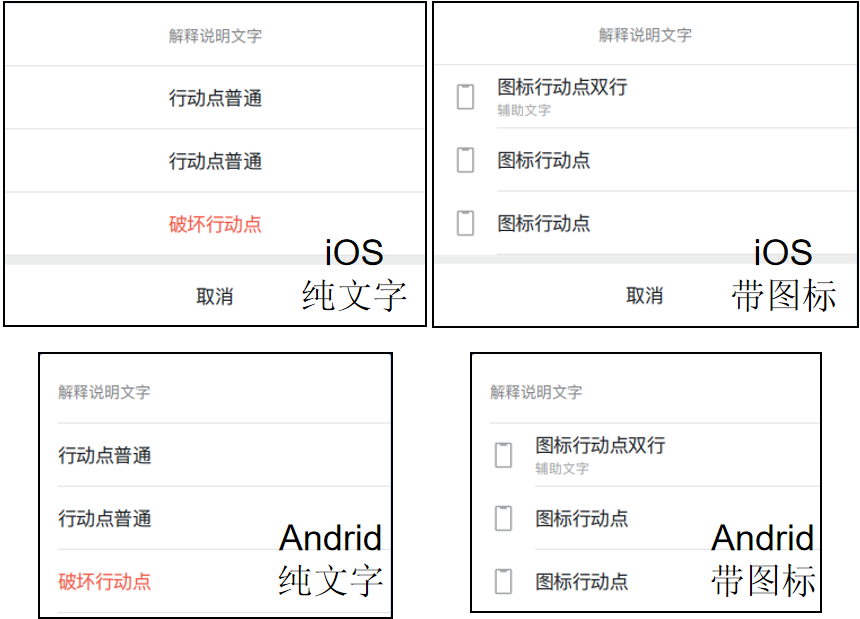 解释说明文字
行动点普通
行动点普通
破坏行动点
取消
iOS
纯文字
解释说明文字
图标行动点双行
辅助文字
图标行动点
图标行动点
取消
iOS
带图标
解释说明文字
行动点普通
行动点普通
破坏行动点
Andrid
纯文字
解释说明文字
图标行动点双行
辅助文字
图标行动点
图标行动点
Andrid
带图标